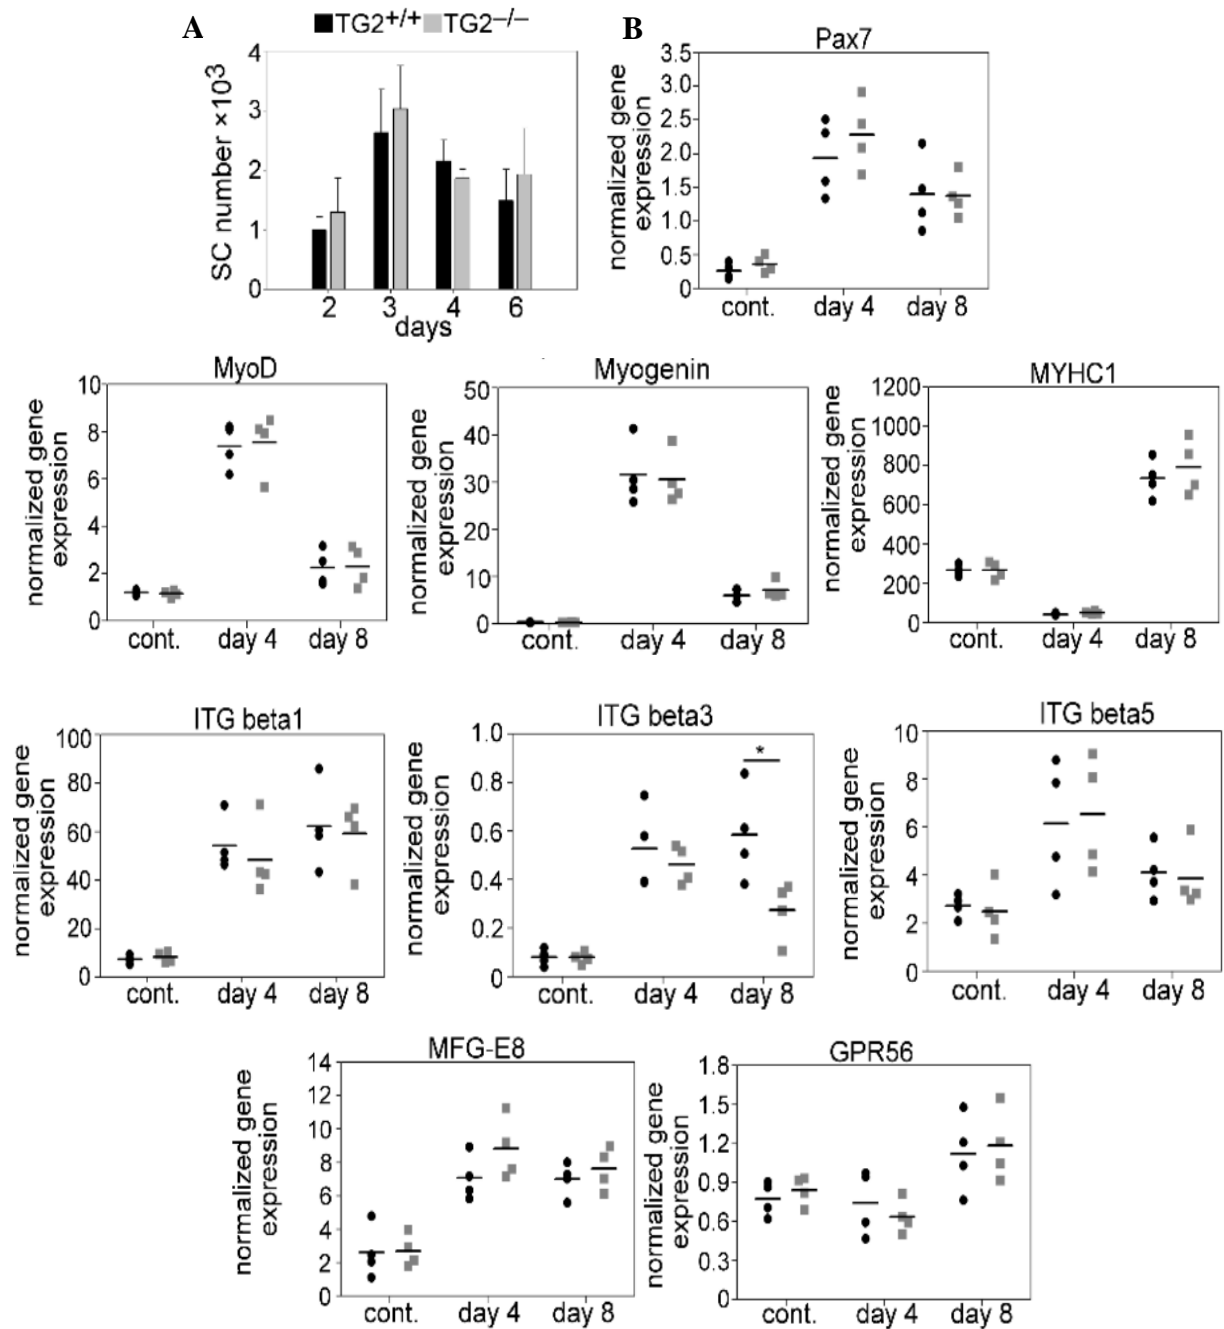 A
TG2+/+ TG2−/−
SC number ×10³
4
3
2
1
0
2 3 4 6
days
B
Pax7
normalized gene
expression
3.5
3.0
2.5
2.0
1.5
1.0
0.5
0
cont. day 4 day 8
MyoD
normalized gene
expression
10
8
6
4
2
0
cont. day 4 day 8
Myogenin
normalized gene
expression
50
40
30
20
10
0
cont. day 4 day 8
MYHC1
normalized gene
expression
1200
1000
800
600
400
200
0
cont. day 4 day 8
ITG beta1
normalized gene
expression
100
80
60
40
20
0
cont. day 4 day 8
ITG beta3
normalized gene
expression
1.0
0.8
0.6
0.4
0.2
0
*
cont. day 4 day 8
ITG beta5
normalized gene
expression
10
8
6
4
2
0
cont. day 4 day 8
MFG-E8
normalized gene
expression
14
12
10
8
6
4
2
0
cont. day 4 day 8
GPR56
normalized gene
expression
1.8
1.5
1.2
0.9
0.6
0.3
0
cont. day 4 day 8